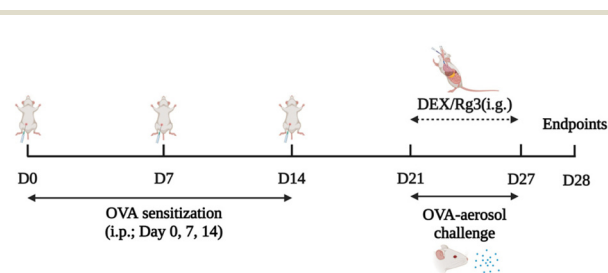 DEX/Rg3(i.g.)
Endpoints
D0
D7
D14
D21
D27
D28
OVA sensitization
(i.p.; Day 0, 7, 14)
OVA-aerosol
challenge